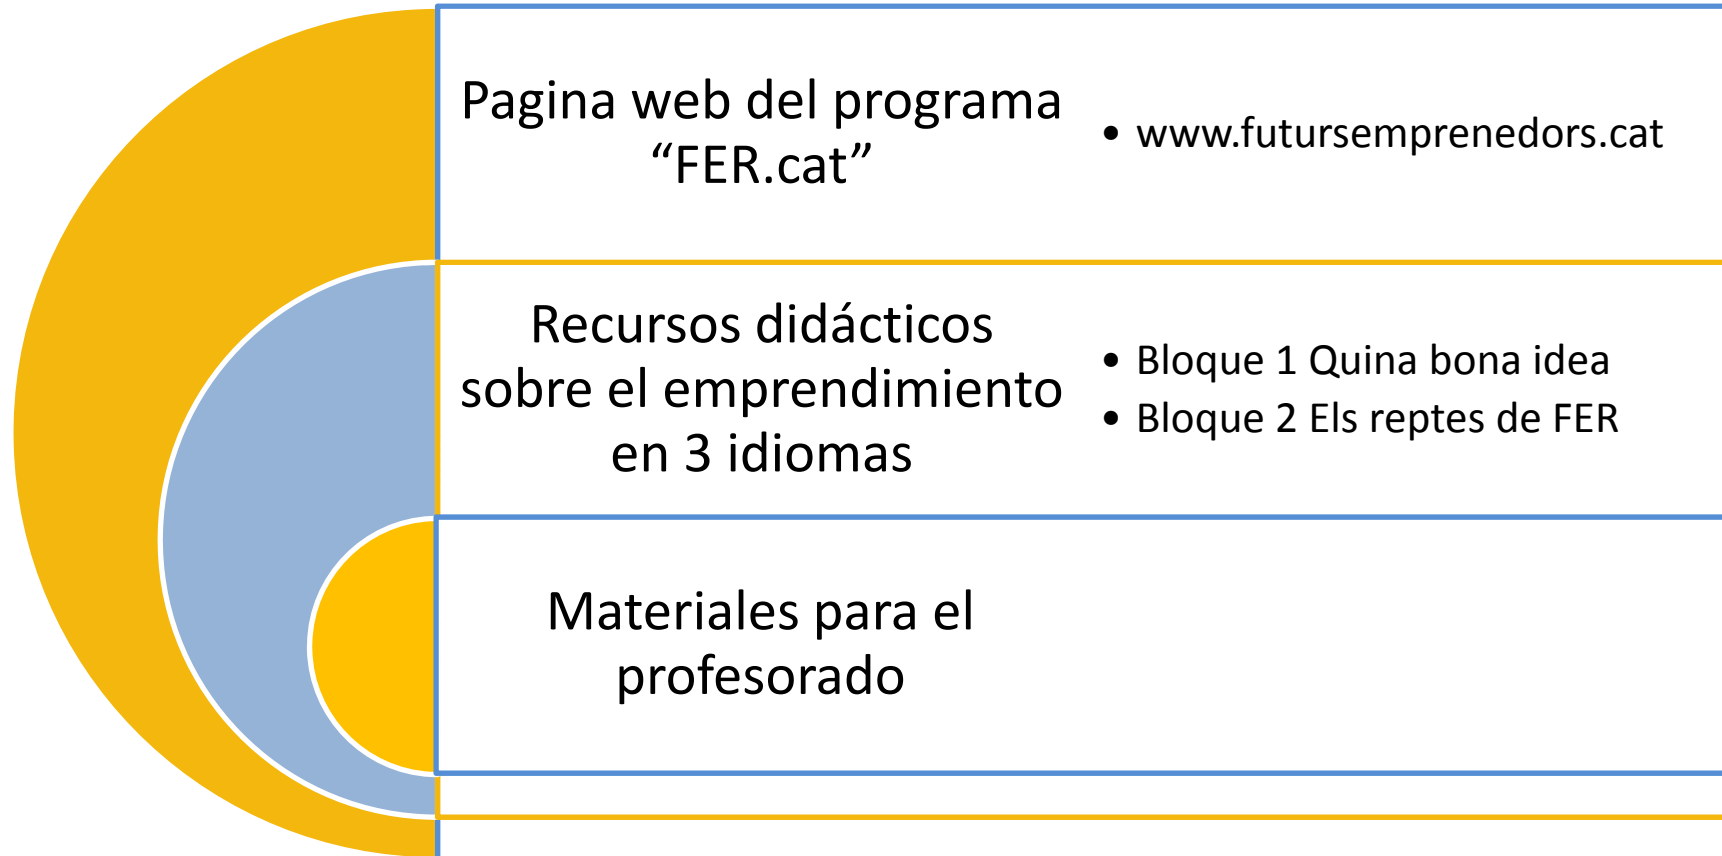 Pagina web del programa
“FER.cat”
• www.futursemprenedors.cat
Recursos didácticos
sobre el emprendimiento
en 3 idiomas
• Bloque 1 Quina bona idea
• Bloque 2 Els reptes de FER
Materiales para el
profesorado